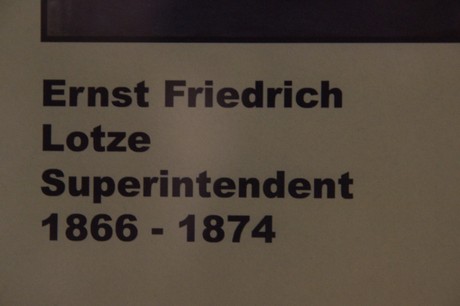 Ernst Friedrich
Lotze
Superintendent
1866 - 1874